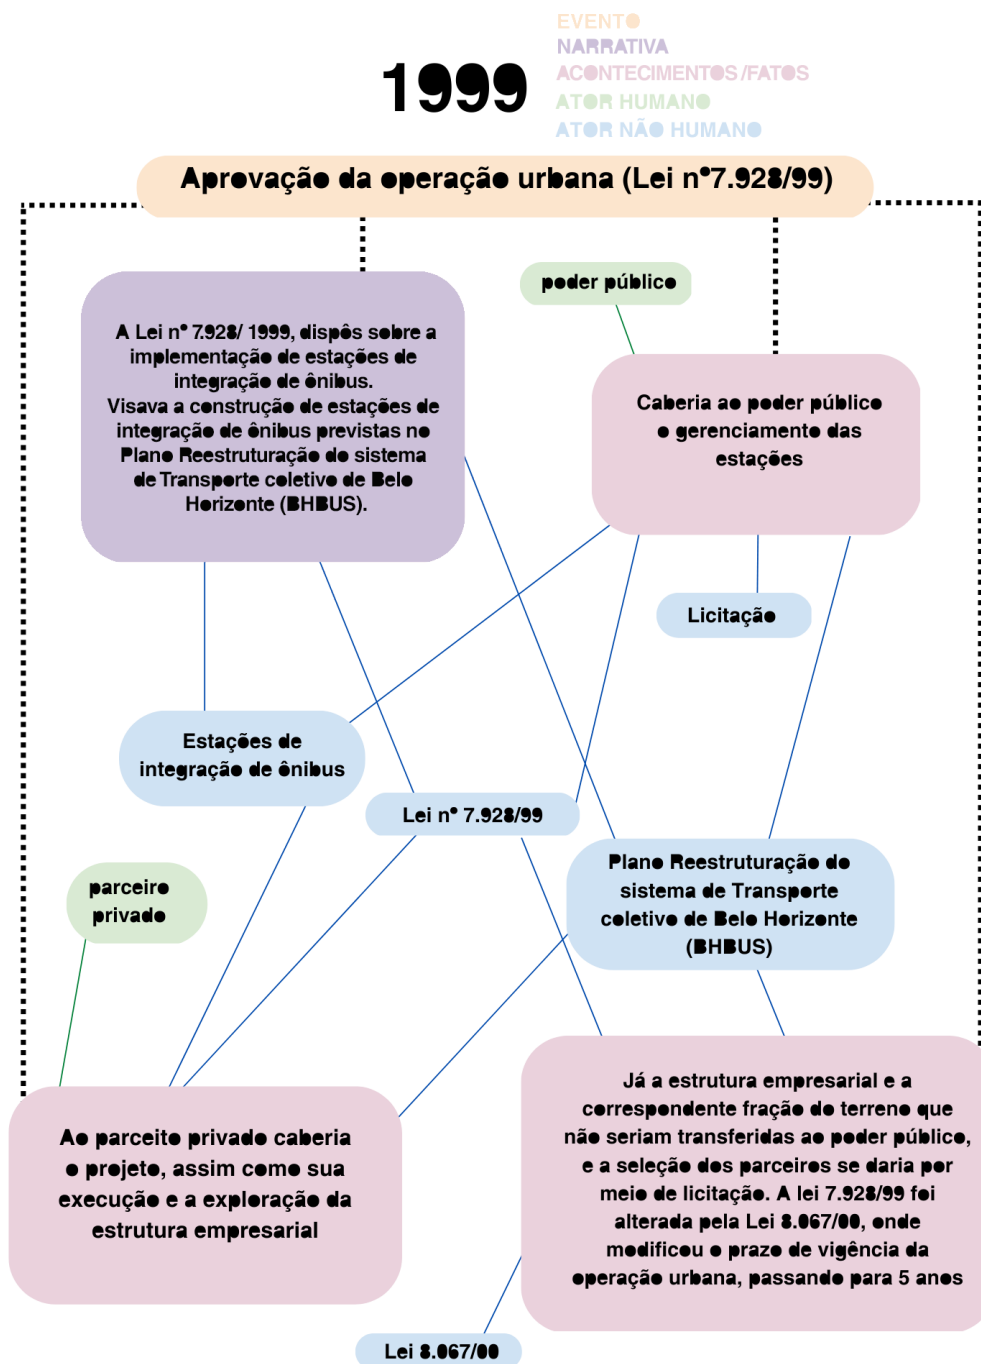 1999
EVENTO
NARRATIVA
ACONTECIMENTOS/FATOS
ATOR HUMANO
ATOR NÃO HUMANO
Aprovação da operação urbana (Lei n°7.928/99)
poder público
A Lei n° 7.928/ 1999, dispôs sobre a
implementação de estações de
integração de ônibus.
Visava a construção de estações de
integração de ônibus previstas no
Plano Reestruturação do sistema
de Transporte coletivo de Belo
Horizonte (BHBUS).
Caberia ao poder público
o gerenciamento das
estações
Licitação
Estações de
integração de ônibus
Lei n° 7.928/99
parceiro
privado
Plano Reestruturação do
sistema de Transporte
coletivo de Belo Horizonte
(BHBUS)
Ao parceito privado caberia
o projeto, assim como sua
execução e a exploração da
estrutura empresarial
Já a estrutura empresarial e a
correspondente fração do terreno que
não seriam transferidas ao poder público,
e a seleção dos parceiros se daria por
meio de licitação. A lei 7.928/99 foi
alterada pela Lei 8.067/00, onde
modificou o prazo de vigência da
operação urbana, passando para 5 anos
Lei 8.067/00